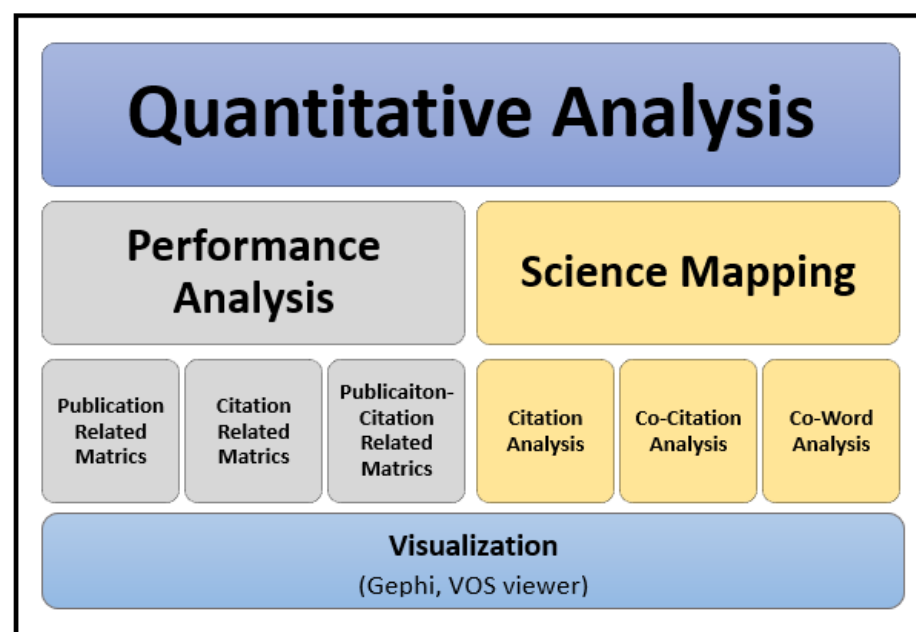 Quantitative Analysis
Performance
Analysis
Science Mapping
Publication
Related
Matrics
Citation
Related
Matrics
Publicaiton-
Citation
Related
Matrics
Citation
Analysis
Co-Citation
Analysis
Co-Word
Analysis
Visualization
(Gephi, VOS viewer)